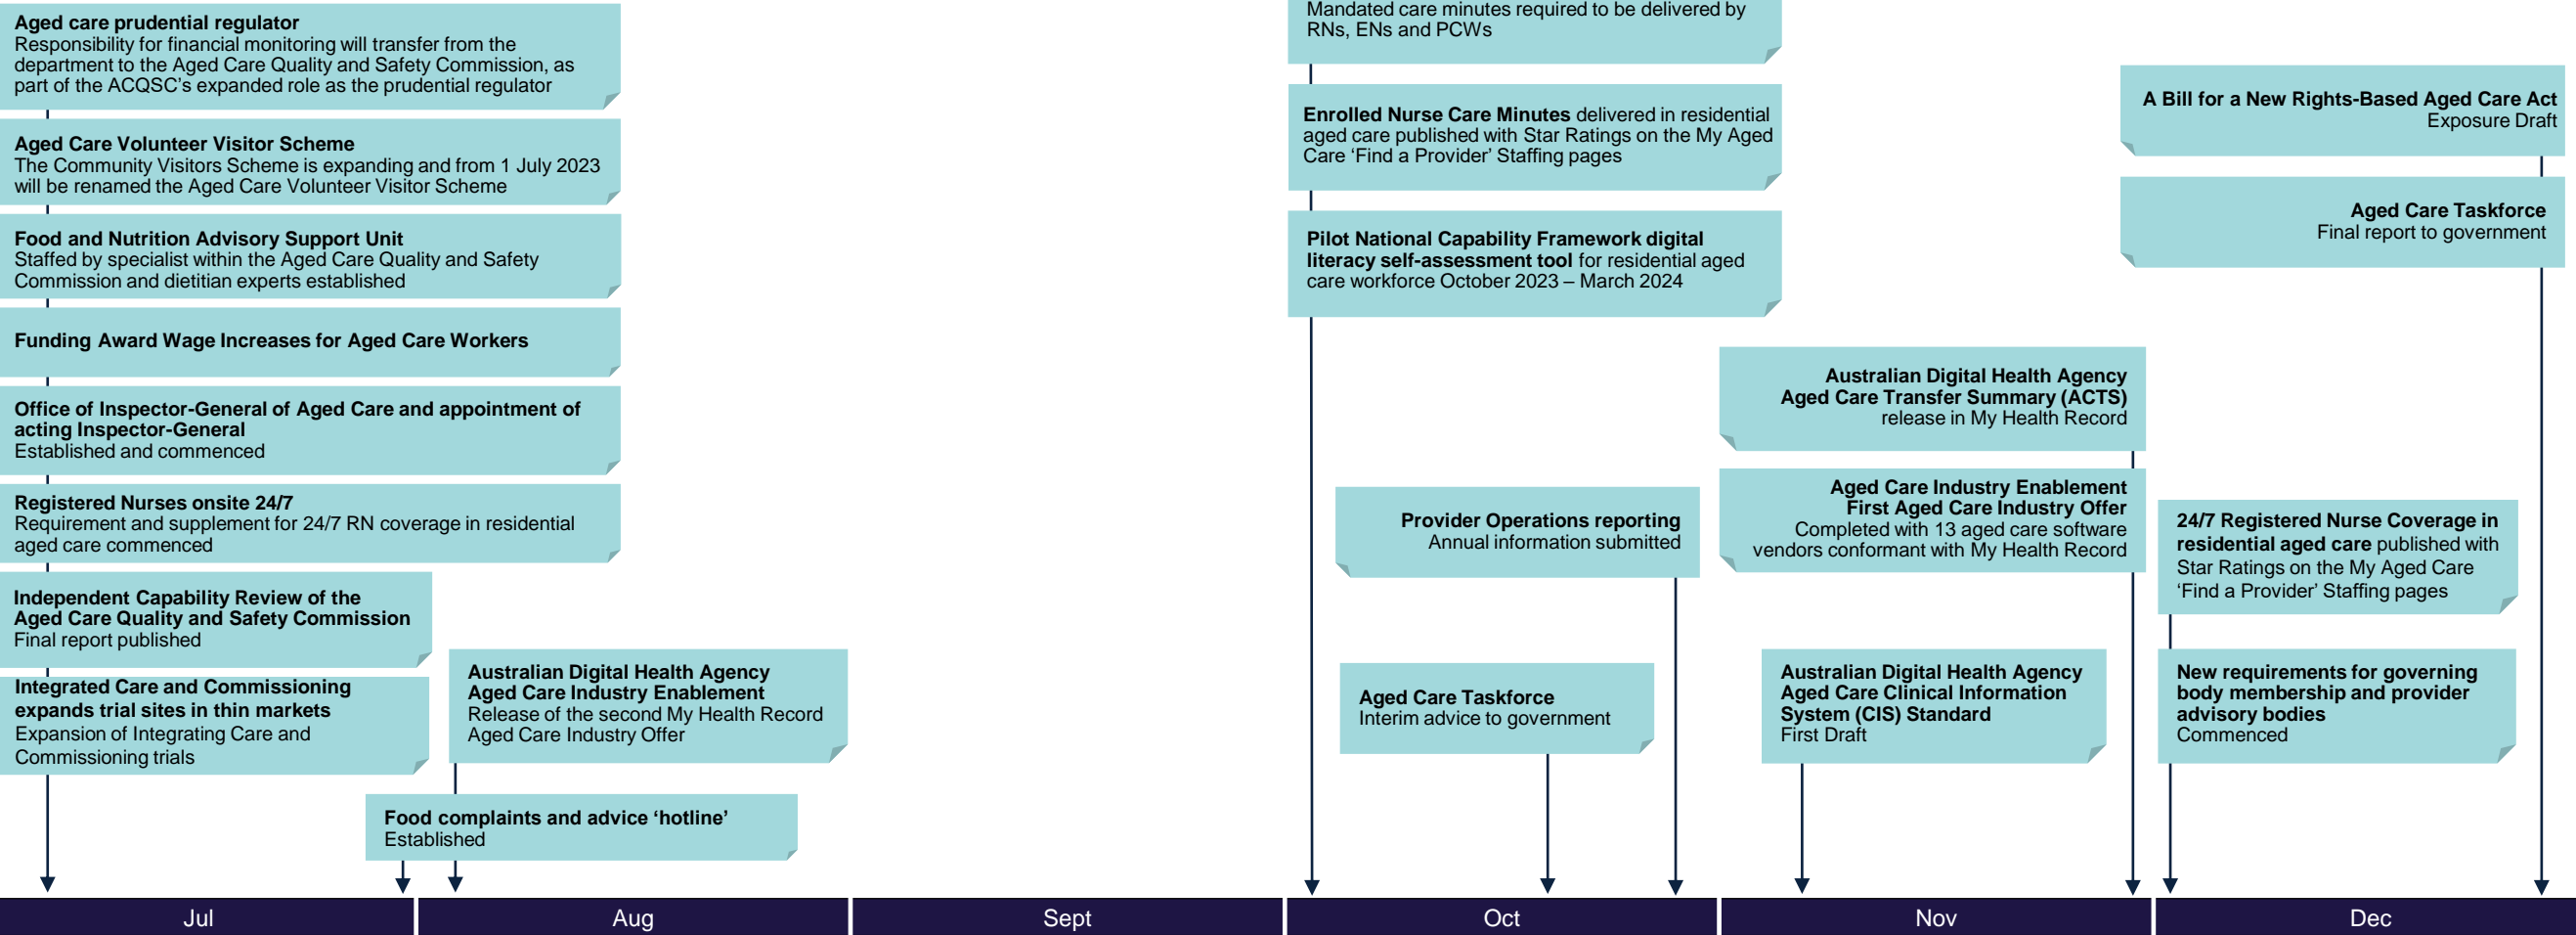 Aged care prudential regulator
Responsibility for financial monitoring will transfer from the
department to the Aged Care Quality and Safety Commission, as
part of the ACQSC's expanded role as the prudential regulator
Aged Care Volunteer Visitor Scheme
The Community Visitors Scheme is expanding and from 1 July 2023
will be renamed the Aged Care Volunteer Visitor Scheme
Food and Nutrition Advisory Support Unit
Staffed by specialist within the Aged Care Quality and Safety
Commission and dietitian experts established
Funding Award Wage Increases for Aged Care Workers
Office of Inspector-General of Aged Care and appointment of
acting Inspector-General
Established and commenced
Registered Nurses onsite 24/7
Requirement and supplement for 24/7 RN coverage in residential
aged care commenced
Independent Capability Review of the
Aged Care Quality and Safety Commission
Final report published
Integrated Care and Commissioning
expands trial sites in thin markets
Expansion of Integrating Care and
Commissioning trials
Australian Digital Health Agency
Aged Care Industry Enablement
Release of the second My Health Record
Aged Care Industry Offer
Food complaints and advice ‘hotline’
Established
Mandated care minutes required to be delivered by
RNs, ENs and PCWs
Enrolled Nurse Care Minutes delivered in residential
aged care published with Star Ratings on the My Aged
Care ‘Find a Provider’ Staffing pages
Pilot National Capability Framework digital
literacy self-assessment tool for residential aged
care workforce October 2023 – March 2024
Provider Operations reporting
Annual information submitted
Aged Care Taskforce
Interim advice to government
Australian Digital Health Agency
Aged Care Transfer Summary (ACTS)
release in My Health Record
Aged Care Industry Enablement
First Aged Care Industry Offer
Completed with 13 aged care software
vendors conformant with My Health Record
Australian Digital Health Agency
Aged Care Clinical Information
System (CIS) Standard
First Draft
A Bill for a New Rights-Based Aged Care Act
Exposure Draft
Aged Care Taskforce
Final report to government
24/7 Registered Nurse Coverage in
residential aged care published with
Star Ratings on the My Aged Care
‘Find a Provider’ Staffing pages
New requirements for governing
body membership and provider
advisory bodies
Commenced
Jul
Aug
Sept
Oct
Nov
Dec